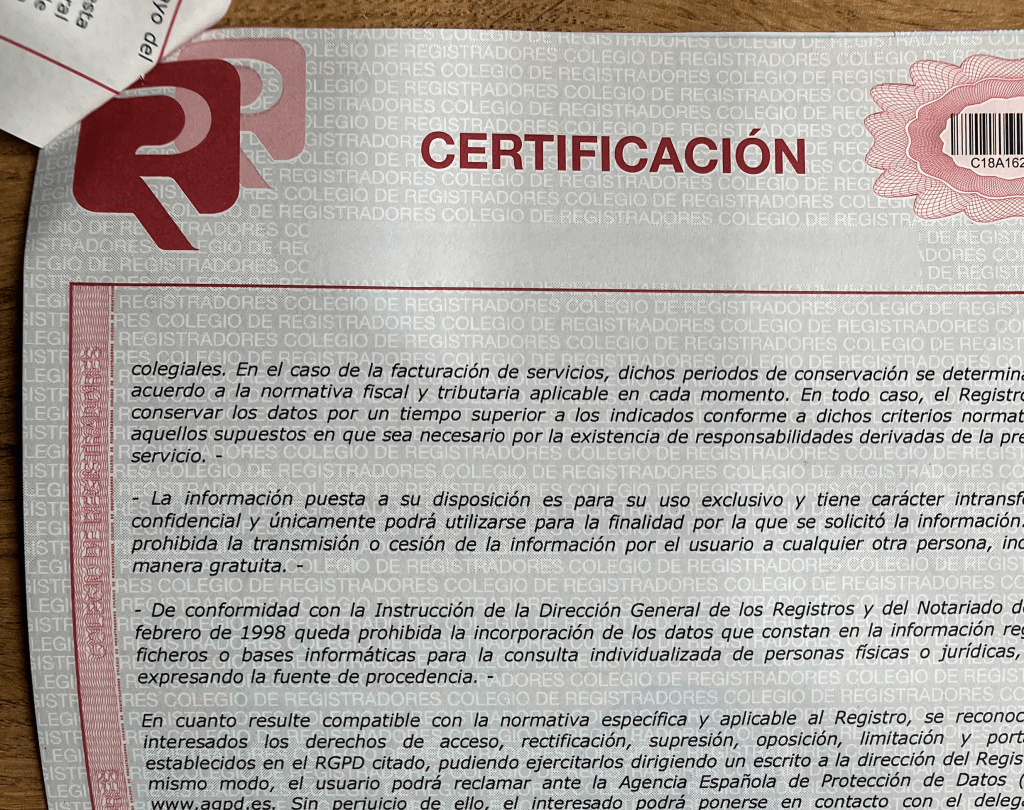 yo del
CERTIFICACIÓN
C18A162
colegiales. En el caso de la facturación de servicios, dichos periodos de conservación se determina
acuerdo a la normativa fiscal y tributaria aplicable en cada momento. En todo caso, el Registro
conservar los datos por un tiempo superior a los indicados conforme a dichos criterios normat
aquellos supuestos en que sea necesario por la existencia de responsabilidades derivadas de la pre
servicio. -
- La información puesta a su disposición es para su uso exclusivo y tiene carácter intransfe
confidencial y únicamente podrá utilizarse para la finalidad por la que se solicitó la información.
prohibida la transmisión o cesión de la información por el usuario a cualquier otra persona, inc
manera gratuita. -
- De conformidad con la Instrucción de la Dirección General de los Registros y del Notariado d
febrero de 1998 queda prohibida la incorporación de los datos que constan en la información reg
ficheros o bases informáticas para la consulta individualizada de personas físicas o jurídicas,
expresando la fuente de procedencia. -
En cuanto resulte compatible con la normativa específica y aplicable al Registro, se reconoc
interesados los derechos de acceso, rectificación, supresión, oposición, limitación y porta
establecidos en el RGPD citado, pudiendo ejercitarlos dirigiendo un escrito a la dirección del Regis
mismo modo, el usuario podrá reclamar ante la Agencia Española de Protección de Datos (
www.agpd.es. Sin perjuicio de ello, el interesado podrá ponerse en contacto con el deleg